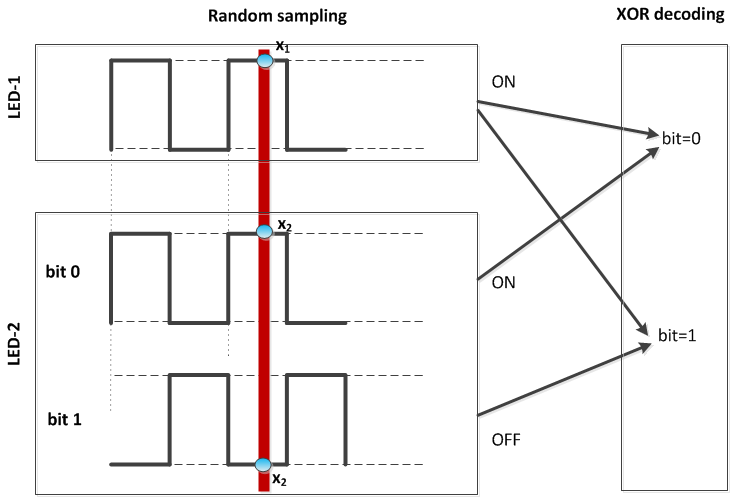 Random sampling
XOR decoding
LED-1
x1
ON
bit=0
LED-2
bit 0
x2
ON
bit=1
bit 1
OFF
x2